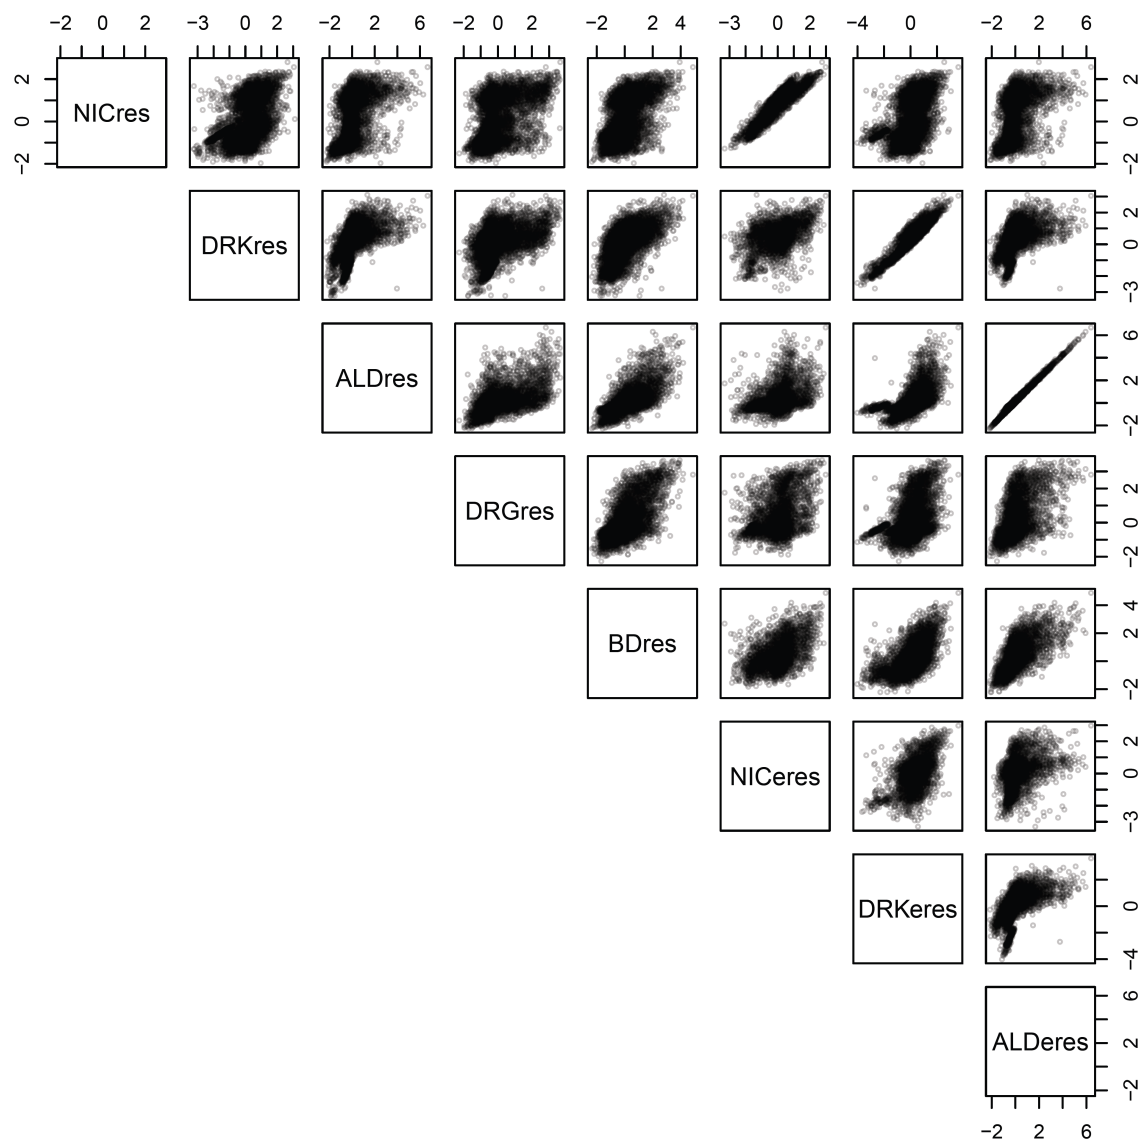 −2 0 2 −3 0 2 −2 2 6 −2 0 2 −2 2 4 −3 0 2 −4 0 −2 2 6
NICres −2 0 2 −2 0 2
DRKres −3 0 2
ALDres −2 2 6
DRGres −2 0 2
BDres −2 2 4
NICeres −3 0 2
DRKeres −4 0
ALDeres −2 2 6
−2 2 6